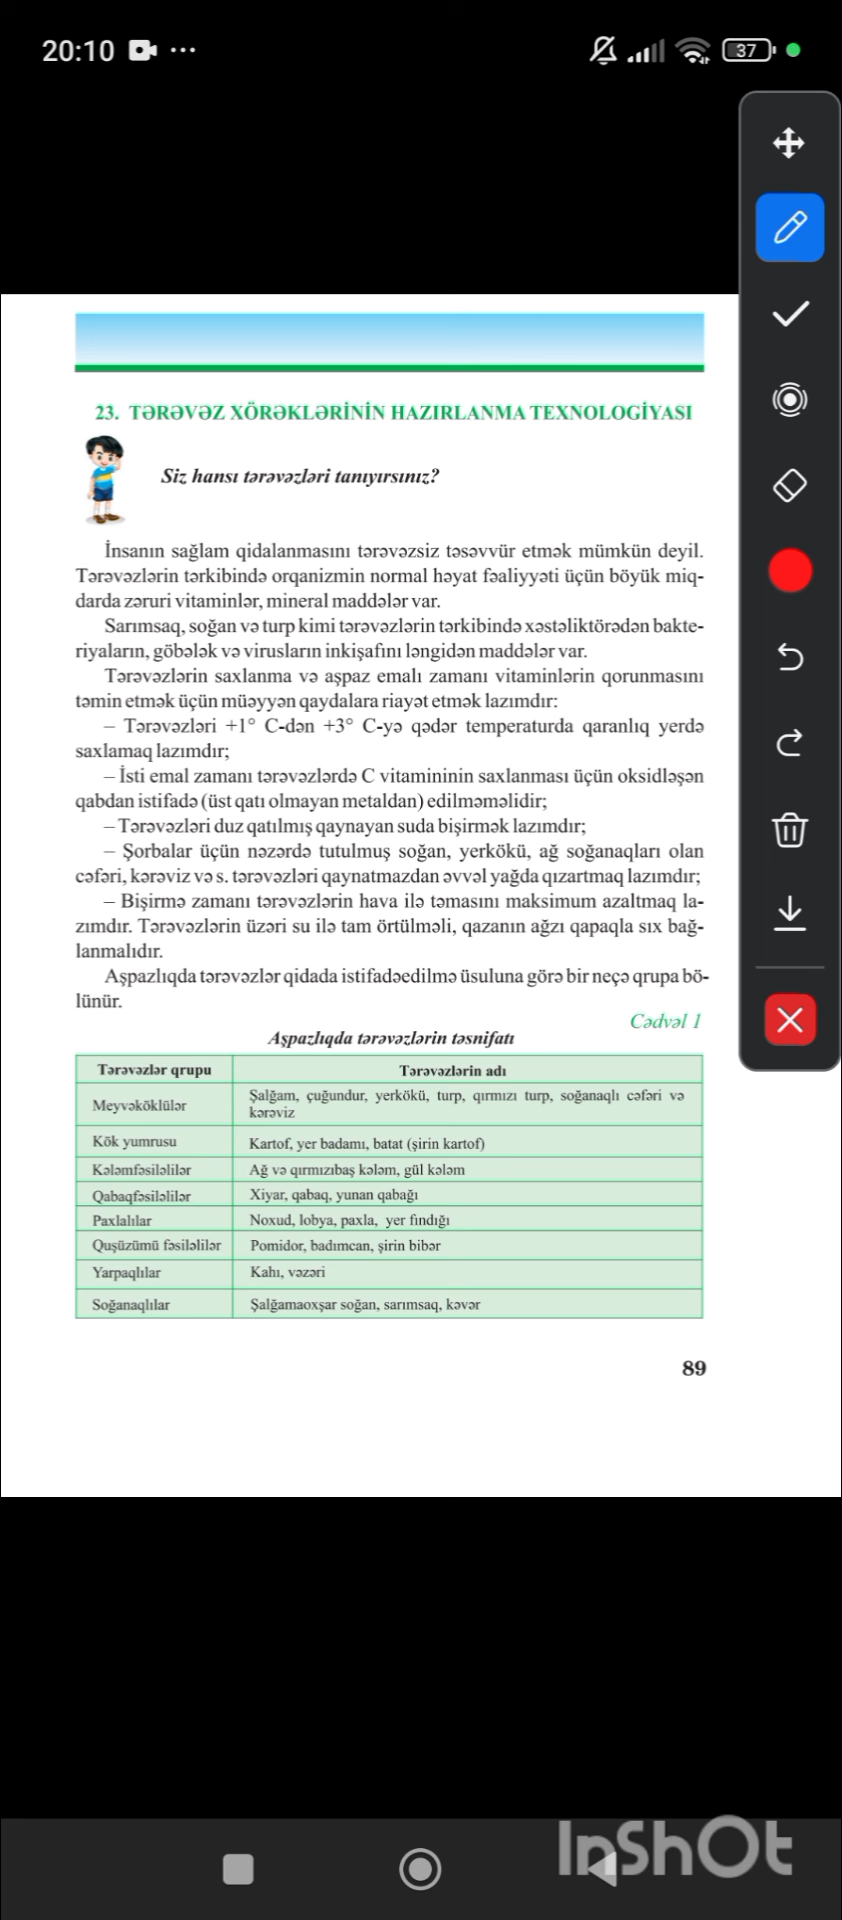 20:10
37
23. TƏRƏVƏZ XÖRƏKLƏRİNİN HAZIRLANMA TEXNOLOGİYASI
Siz hansı tərəvəzləri tanıyırsınız?
İnsanın sağlam qidalanmasını tərəvəzsiz təsəvvür etmək mümkün deyil.
Tərəvəzlərin tərkibində orqanizmin normal həyat fəaliyyəti üçün böyük miq-
darda zəruri vitaminlər, mineral maddələr var.
Sarımsaq, soğan və turp kimi tərəvəzlərin tərkibində xəstəliktörədən bakte-
riyaların, göbələk və virusların inkişafını ləngidən maddələr var.
Tərəvəzlərin saxlanma və aşpaz emalı zamanı vitaminlərin qorunmasını
təmin etmək üçün müəyyən qaydalara riayət etmək lazımdır:
– Tərəvəzləri +1° C-dən +3° C-yə qədər temperaturda qaranlıq yerdə
saxlamaq lazımdır;
– İsti emal zamanı tərəvəzlərdə C vitamininin saxlanması üçün oksidləşən
qabdan istifadə (üst qatı olmayan metaldan) edilməməlidir;
– Tərəvəzləri duz qatılmış qaynayan suda bişirmək lazımdır;
– Şorbalar üçün nəzərdə tutulmuş soğan, yerkökü, ağ soğanaqları olan
cəfəri, kərəviz və s. tərəvəzləri qaynatmazdan əvvəl yağda qızartmaq lazımdır;
– Bişirmə zamanı tərəvəzlərin hava ilə təmasını maksimum azaltmaq la-
zımdır. Tərəvəzlərin üzəri su ilə tam örtülməli, qazanın ağzı qapaqla sıx bağ-
lanmalıdır.
Aşpazlıqda tərəvəzlər qidada istifadəedilmə üsuluna görə bir neçə qrupa bö-
lünür.
Cədvəl 1
Aşpazlıqda tərəvəzlərin təsnifatı
Tərəvəzlər qrupu Tərəvəzlərin adı
Meyvəköklülər Şalğam, çuğundur, yerkökü, turp, qırmızı turp, soğanaqlı cəfəri və
kərəviz
Kök yumrusu Kartof, yer badamı, batat (şirin kartof)
Kələmfəsiləlilər Ağ və qırmızıbaş kələm, gül kələm
Qabaqfəsiləlilər Xiyar, qabaq, yunan qabağı
Paxlalılar Noxud, lobya, paxla, yer fındığı
Quşüzümü fəsiləlilər Pomidor, badımcan, şirin bibər
Yarpaqlılar Kahı, vəzəri
Soğanaqlılar Şalğamaoxşar soğan, sarımsaq, kəvər
89
InShOt